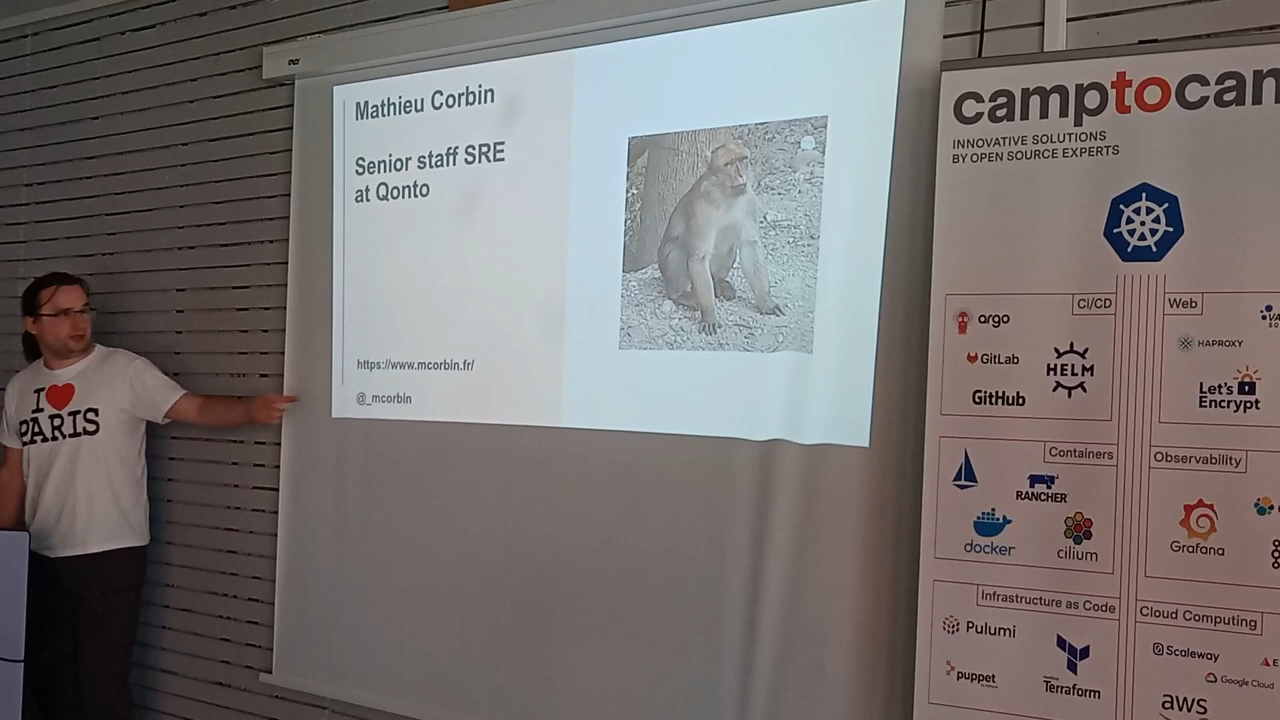 Mathieu Corbin
Senior staff SRE
at Qonto
https://www.mcorbin.fr/
@_mcorbin
I
PARIS
camptocam
INNOVATIVE SOLUTIONS
BY OPEN SOURCE EXPERTS
CI/CD
argo
GitLab
HELM
GitHub
Web
HAPROXY
Let's
Encrypt
Containers
RANCHER
docker
cilium
Observability
Grafana
Infrastructure as Code
Pulumi
puppet
Terraform
Cloud Computing
Scaleway
Google Cloud
aws